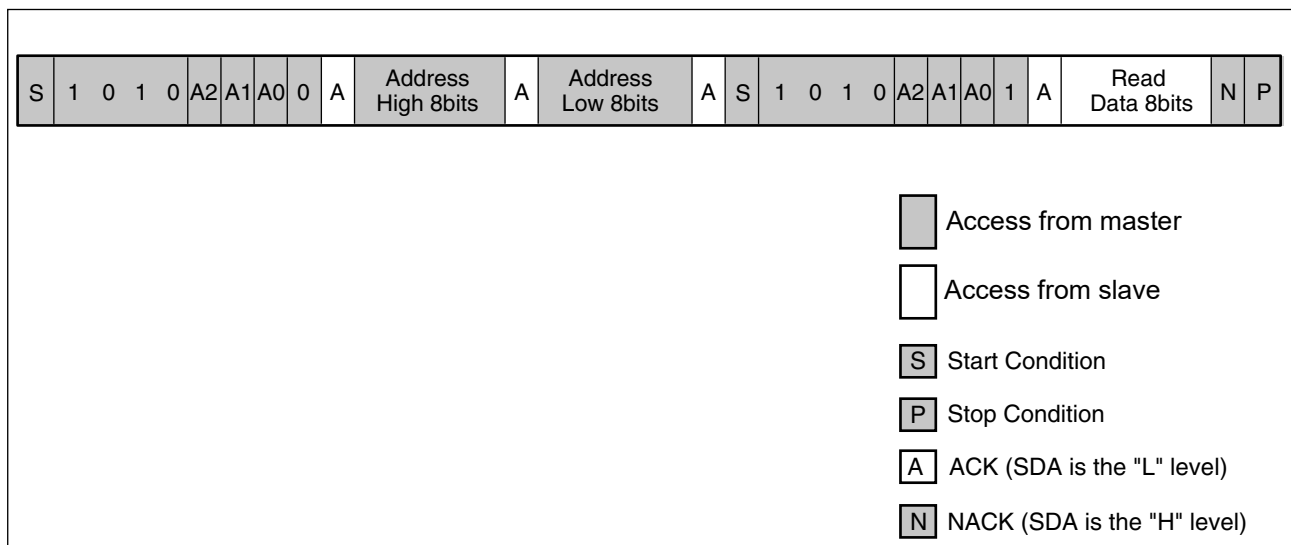 S 1 0 1 0 A2 A1 A0 0 A Address High 8bits A Address Low 8bits A S 1 0 1 0 A2 A1 A0 1 A Read Data 8bits N P
Access from master
Access from slave
S Start Condition
P Stop Condition
A ACK (SDA is the "L" level)
N NACK (SDA is the "H" level)